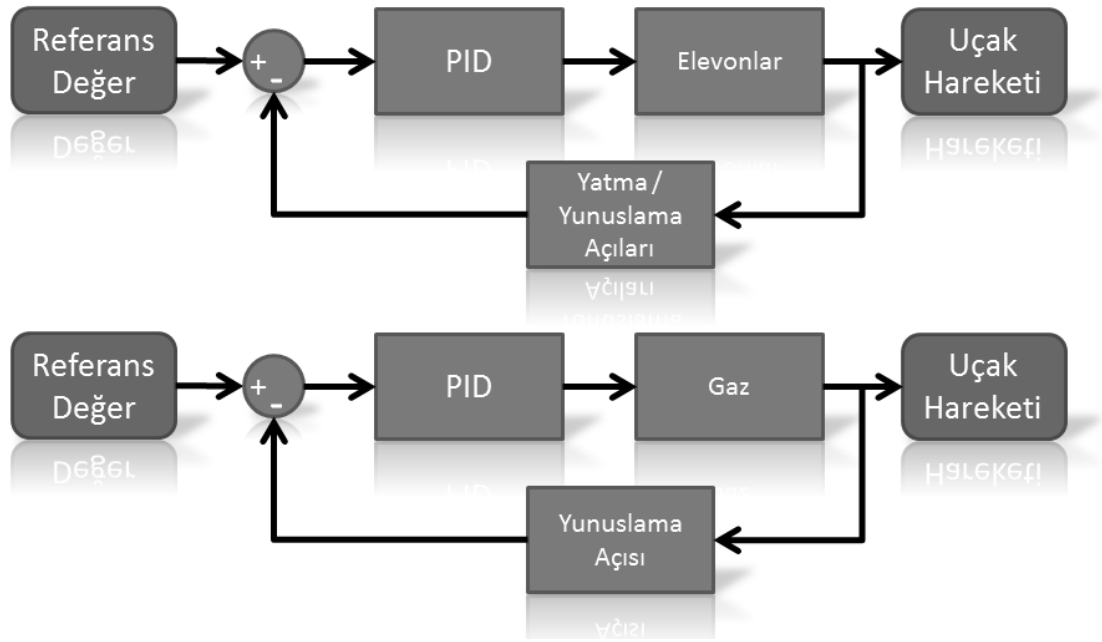 Referans
Değer
+
-
PID
Elevonlar
Uçak
Hareketi
Yatma /
Yunuslama
Açıları
Referans
Değer
+
-
PID
Gaz
Uçak
Hareketi
Yunuslama
Açısı